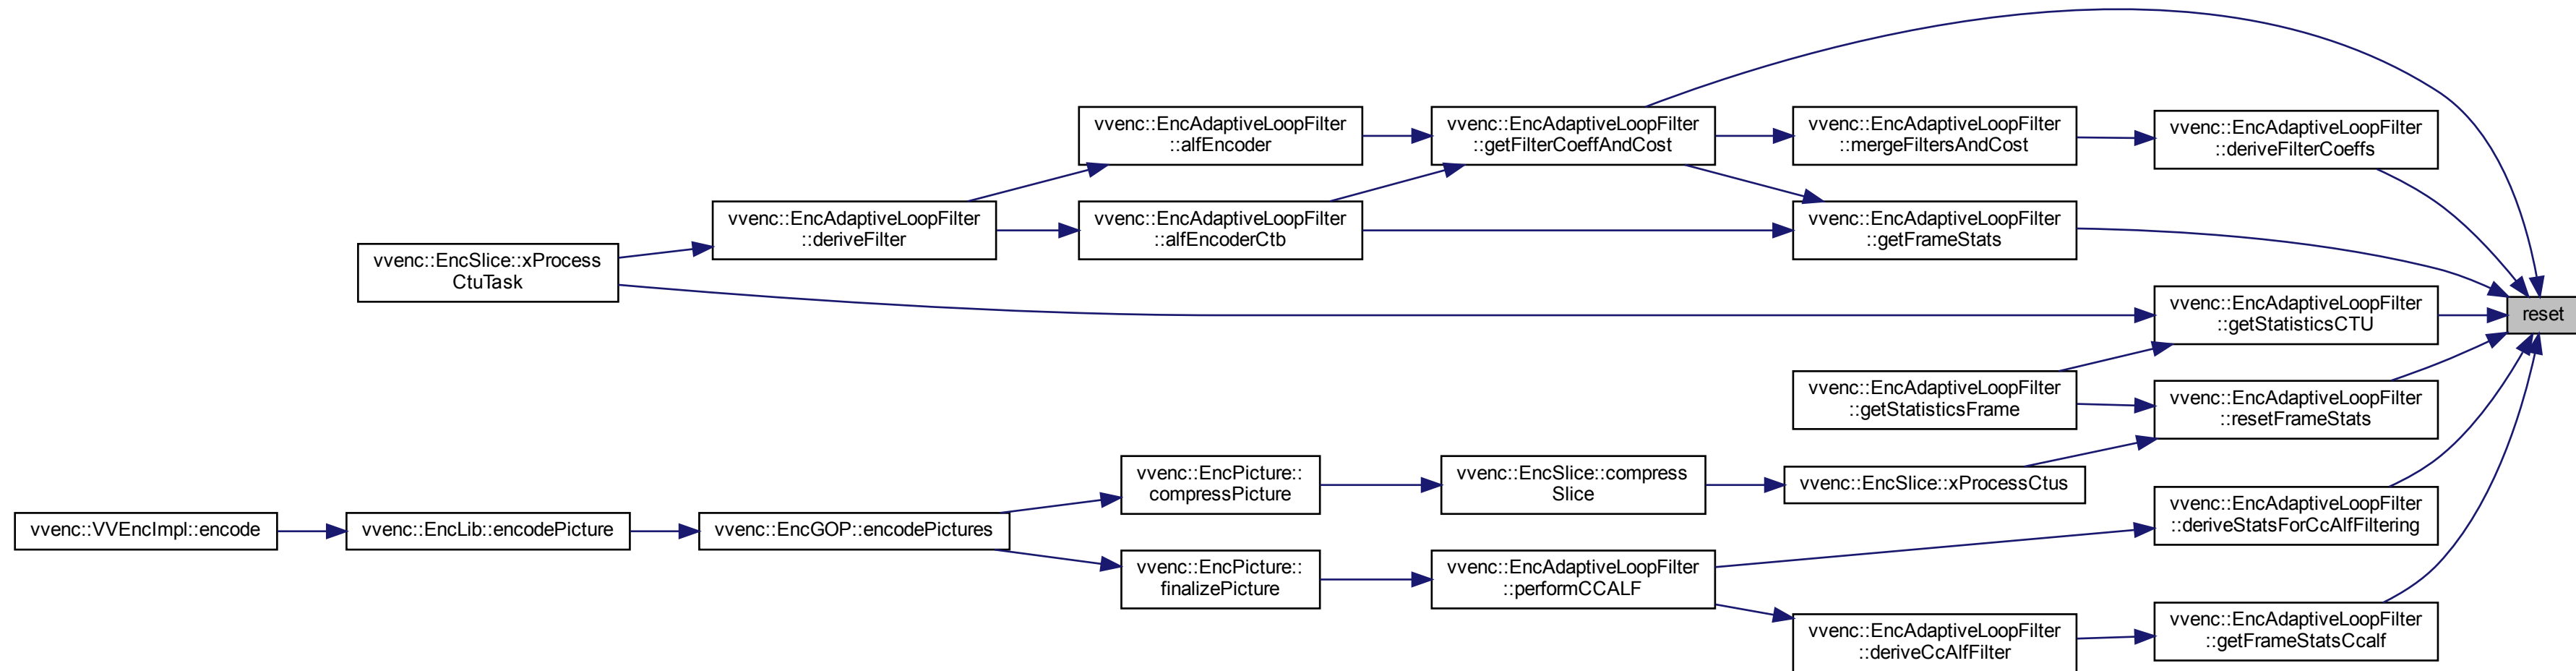 vvenc::EncAdaptiveLoopFilter
::alfEncoder
vvenc::EncAdaptiveLoopFilter
::getFilterCoeffAndCost
vvenc::EncAdaptiveLoopFilter
::mergeFiltersAndCost
vvenc::EncAdaptiveLoopFilter
::deriveFilterCoeffs
vvenc::EncAdaptiveLoopFilter
::deriveFilter
vvenc::EncAdaptiveLoopFilter
::alfEncoderCtb
vvenc::EncAdaptiveLoopFilter
::getFrameStats
vvenc::EncSlice::xProcess
CtuTask
vvenc::EncAdaptiveLoopFilter
::getStatisticsCTU
reset
vvenc::EncAdaptiveLoopFilter
::getStatisticsFrame
vvenc::EncAdaptiveLoopFilter
::resetFrameStats
vvenc::EncPicture::
compressPicture
vvenc::EncSlice::compress
Slice
vvenc::EncSlice::xProcessCtus
vvenc::VVEncImpl::encode
vvenc::EncLib::encodePicture
vvenc::EncGOP::encodePictures
vvenc::EncAdaptiveLoopFilter
::deriveStatsForCcAlfFiltering
vvenc::EncPicture::
finalizePicture
vvenc::EncAdaptiveLoopFilter
::performCCALF
vvenc::EncAdaptiveLoopFilter
::deriveCcAlfFilter
vvenc::EncAdaptiveLoopFilter
::getFrameStatsCcalf